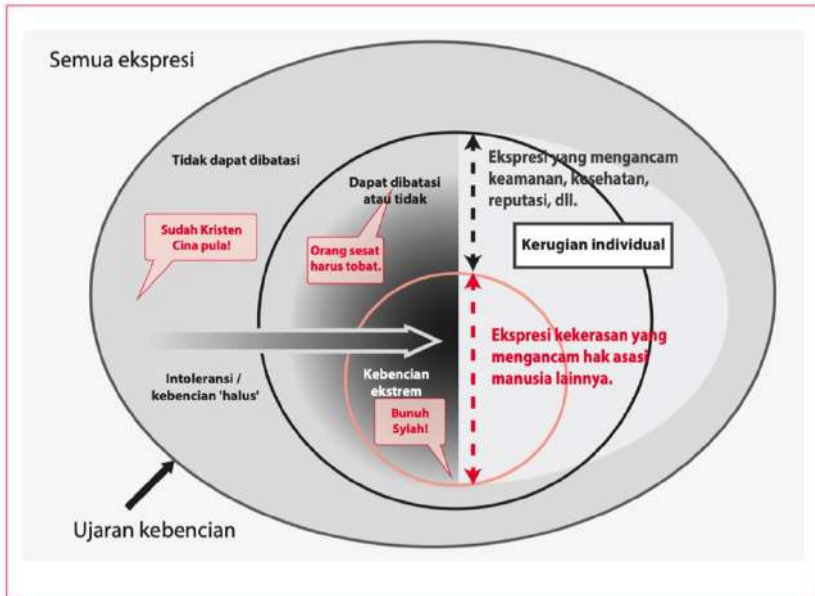 Semua ekspresi
Tidak dapat dibatasi
Dapat dibatasi
atau tidak
Ekspresi yang mengancam
keamanan, kesehatan,
reputasi, dll.
Sudah Kristen
Cina pula!
Orang sesat
harus tobat.
Kerugian individual
Ekspresi kekerasan yang
mengancam hak asasi
manusia lainnya.
Intoleransi /
kebencian 'halus'
Kebencian
ekstrem
Bunuh
Syiah!
Ujaran kebencian